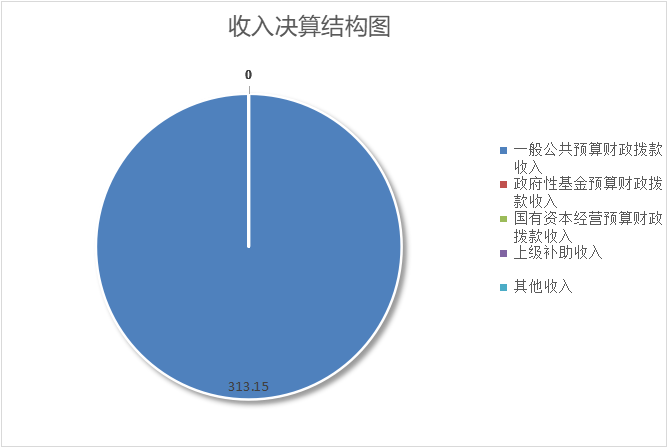 收入决算结构图
0
313.15
一般公共预算财政拨款
收入
政府性基金预算财政拨
款收入
国有资本经营预算财政
拨款收入
上级补助收入
其他收入